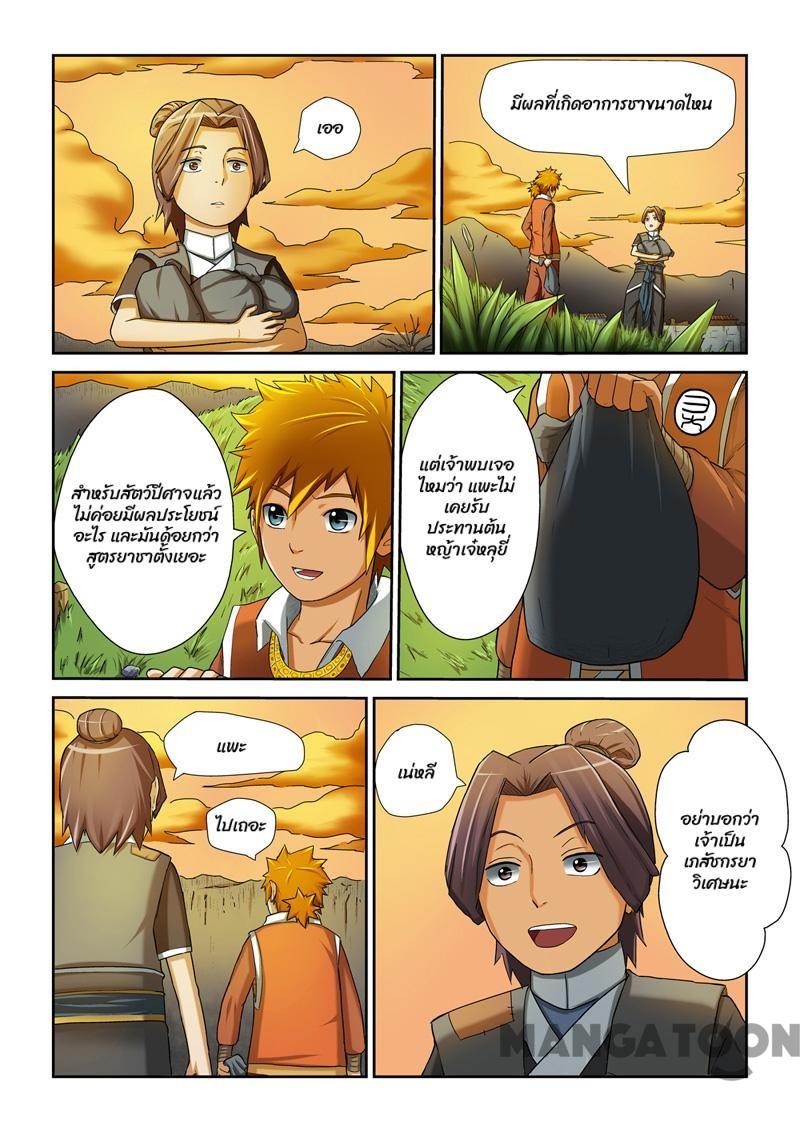 เออ
มีผลที่เกิดอาการชาขนาดไหน
สำหรับสัตว์ปีศาจแล้ว
ไม่ค่อยมีผลประโยชน์
อะไร และมันด้อยกว่า
สูตรยาชาตั้งเยอะ
แต่เจ้าพบเจอ
ไหมว่า แพะไม่
เคยรับ
ประทานต้น
หญ้าเจ๋หลุยี่
แพะ
ไปเถอะ
เน่หลี
อย่าบอกว่า
เจ้าเป็น
เภสัชกรยา
วิเศษนะ
MANGATOON